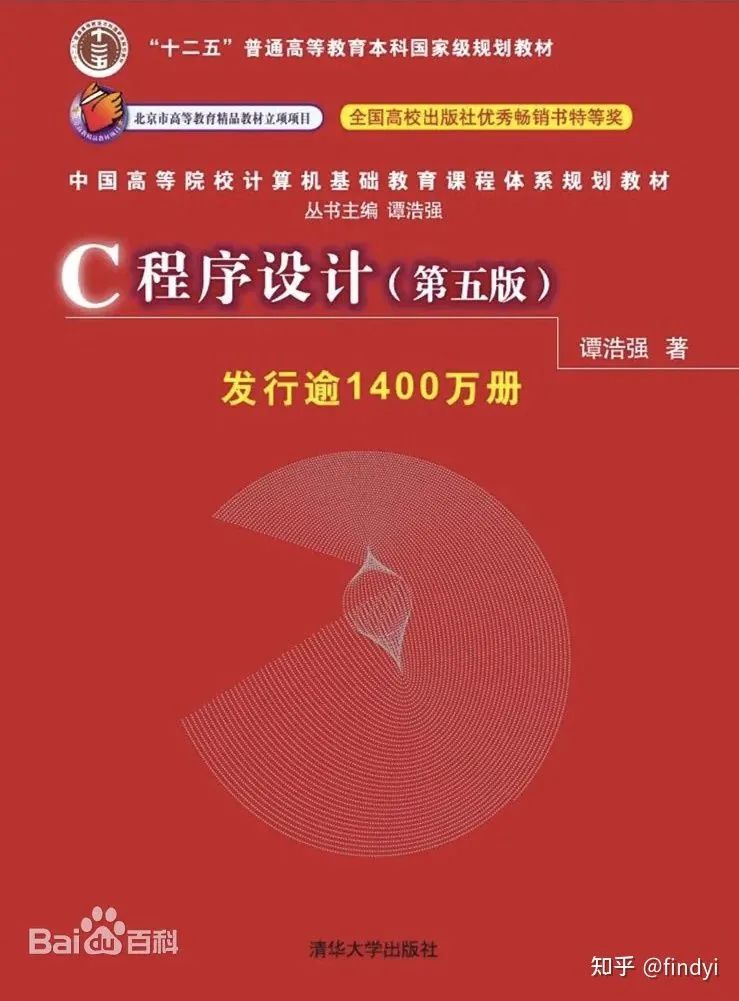 “十二五”普通高等教育本科国家级规划教材
北京市高等教育精品教材立项项目
全国高校出版社优秀畅销书特等奖
中国高等院校计算机基础教育课程体系规划教材
丛书主编 谭浩强
C程序设计（第五版）
谭浩强 著
发行逾1400万册
清华大学出版社
Bai du 百科
知乎 @findyi